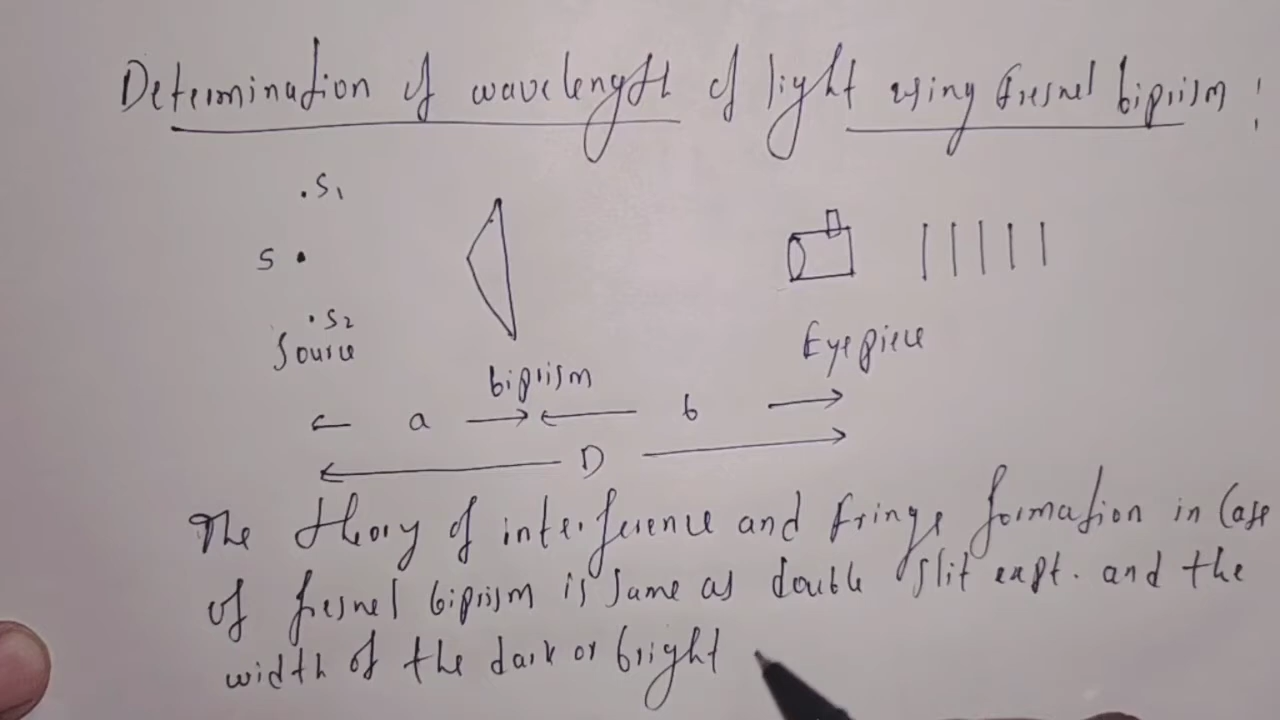 Determination of wavelength of light using fresnel biprism :
S1
S
S2
Source
biprism
Eyepiece
a
b
D
The theory of interference and fringe formation in Case
of fresnel biprism is same as double slit expt. and the
width of the dark or bright